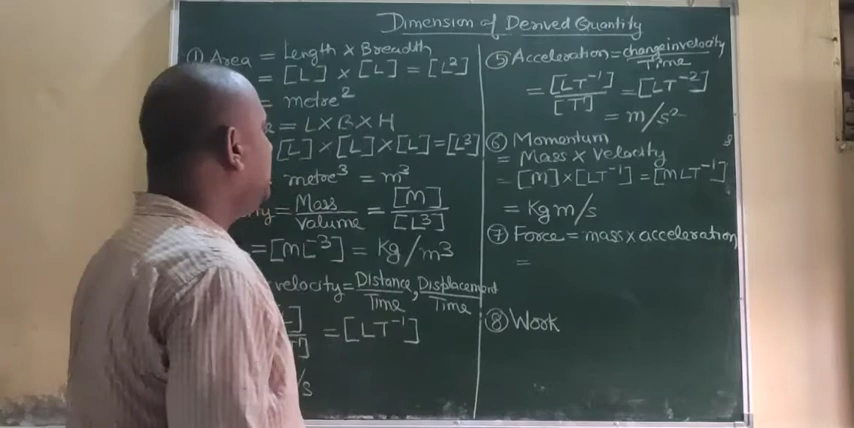 Dimension of Derived Quantity
① Area = Length × Breadth
= [L] × [L] = [L²]
= metre²
= L × B × H
[L] × [L] × [L] = [L³]
metre³ = m³
= Mass/Volume = [M]/[L³]
= [ML⁻³] = Kg/m³
velocity = Distance/Time, Displacement/Time
= [LT⁻¹]
/s
⑤ Acceleration = change in velocity/Time
= [LT⁻¹]/[T] = [LT⁻²]
= m/s²
⑥ Momentum
= Mass × velocity
= [M] × [LT⁻¹] = [MLT⁻¹]
= Kgm/s
⑦ Force = mass × acceleration
=
⑧ Work